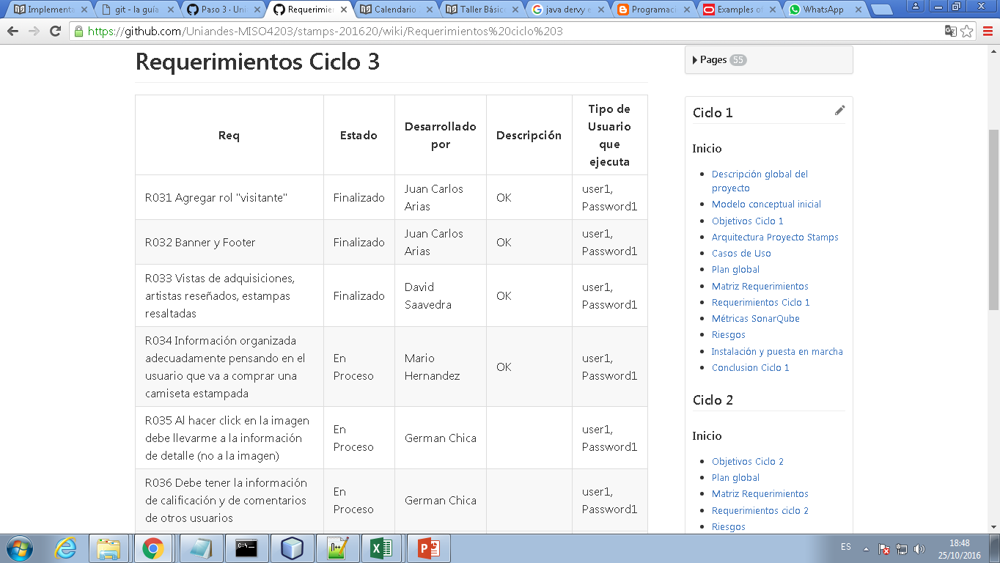 Implementa
git - la guía
Paso 3 · Uni
Requerimie
Calendario
Taller Básic
java dervy e
Programaci
Examples of
WhatsApp
https://github.com/Uniandes-MISO4203/stamps-201620/wiki/Requerimientos%20ciclo%203
Requerimientos Ciclo 3
Req
Estado
Desarrollado
por
Descripción
Tipo de
Usuario
que
ejecuta
R031 Agregar rol "visitante"
Finalizado
Juan Carlos
Arias
OK
user1,
Password1
R032 Banner y Footer
Finalizado
Juan Carlos
Arias
OK
user1,
Password1
R033 Vistas de adquisiciones,
artistas reseñados, estampas
resaltadas
Finalizado
David
Saavedra
OK
user1,
Password1
R034 Información organizada
adecuadamente pensando en el
usuario que va a comprar una
camiseta estampada
En
Proceso
Mario
Hernandez
OK
user1,
Password1
R035 Al hacer click en la imagen
debe llevarme a la información
de detalle (no a la imagen)
En
Proceso
German Chica
user1,
Password1
R036 Debe tener la información
de calificación y de comentarios
de otros usuarios
En
Proceso
German Chica
user1,
Password1
Pages 55
Ciclo 1
Inicio
Descripción global del
proyecto
Modelo conceptual inicial
Objetivos Ciclo 1
Arquitectura Proyecto Stamps
Casos de Uso
Plan global
Matriz Requerimientos
Requerimientos Ciclo 1
Métricas SonarQube
Riesgos
Instalación y puesta en marcha
Conclusion Ciclo 1
Ciclo 2
Inicio
Objetivos Ciclo 2
Plan global
Matriz Requerimientos
Requerimientos ciclo 2
Riesgos
ES
18:48
25/10/2016